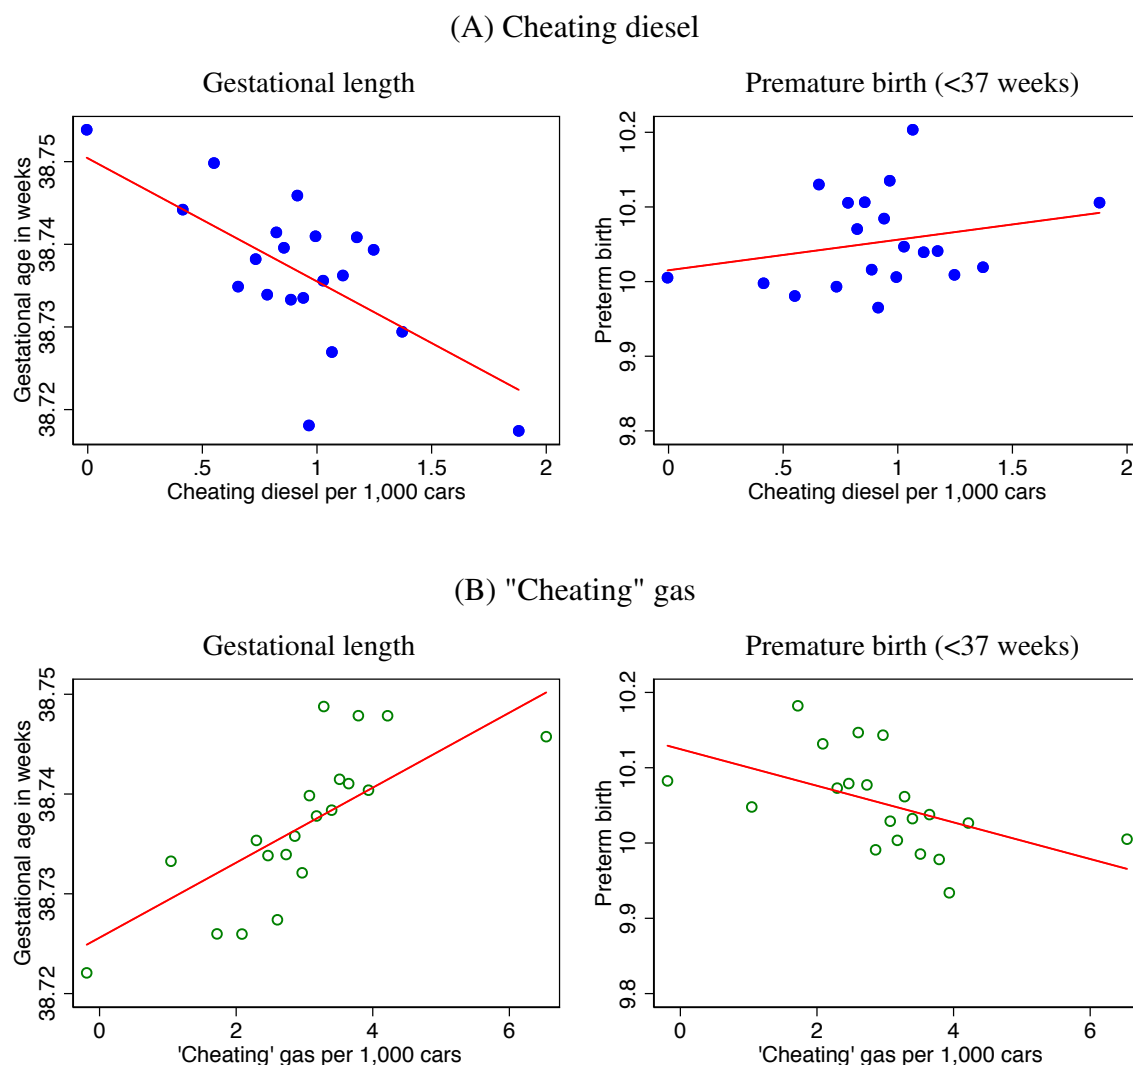 (A) Cheating diesel
Gestational length
Gestational age in weeks
38.75
38.74
38.73
38.72
0 .5 1 1.5 2
Cheating diesel per 1,000 cars
Premature birth (<37 weeks)
Preterm birth
10.2
10.1
10
9.9
9.8
0 .5 1 1.5 2
Cheating diesel per 1,000 cars
(B) "Cheating" gas
Gestational length
Gestational age in weeks
38.75
38.74
38.73
38.72
0 2 4 6
'Cheating' gas per 1,000 cars
Premature birth (<37 weeks)
Preterm birth
10.2
10.1
10
9.9
9.8
0 2 4 6
'Cheating' gas per 1,000 cars